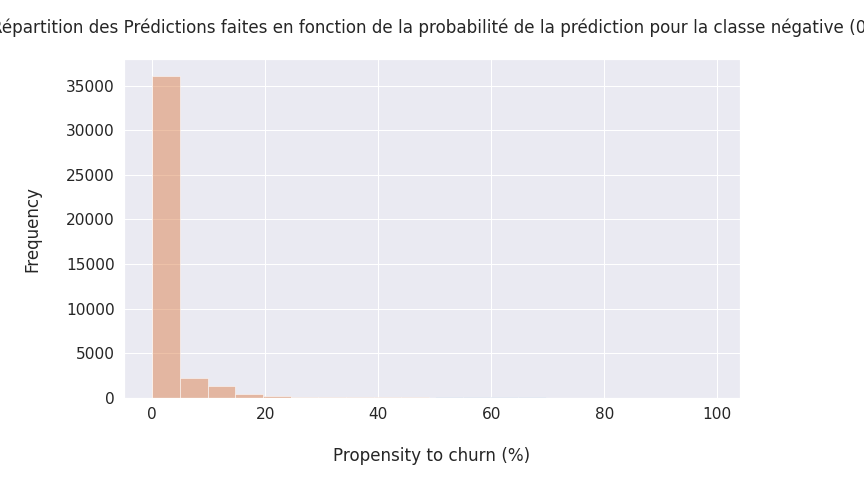 épartition des Prédictions faites en fonction de la probabilité de la prédiction pour la classe négative (0
35000
30000
25000
20000
15000
10000
5000
0
Frequency
0 20 40 60 80 100
Propensity to churn (%)